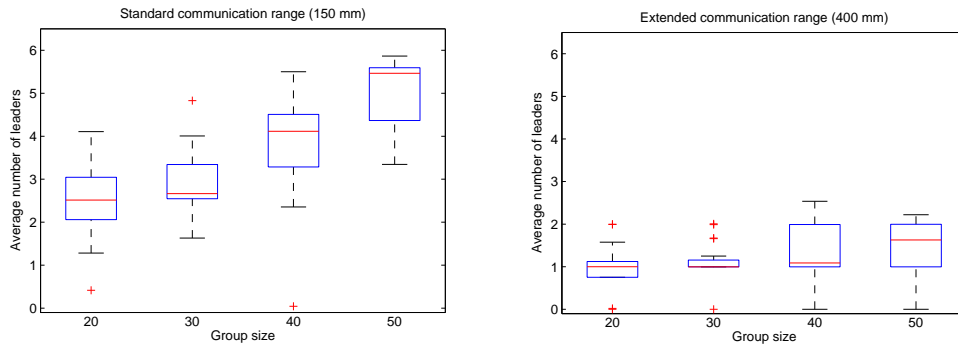 Standard communication range (150 mm)
6
5
4
3
2
1
0
Average number of leaders
20 30 40 50
Group size
Extended communication range (400 mm)
6
5
4
3
2
1
0
Average number of leaders
20 30 40 50
Group size